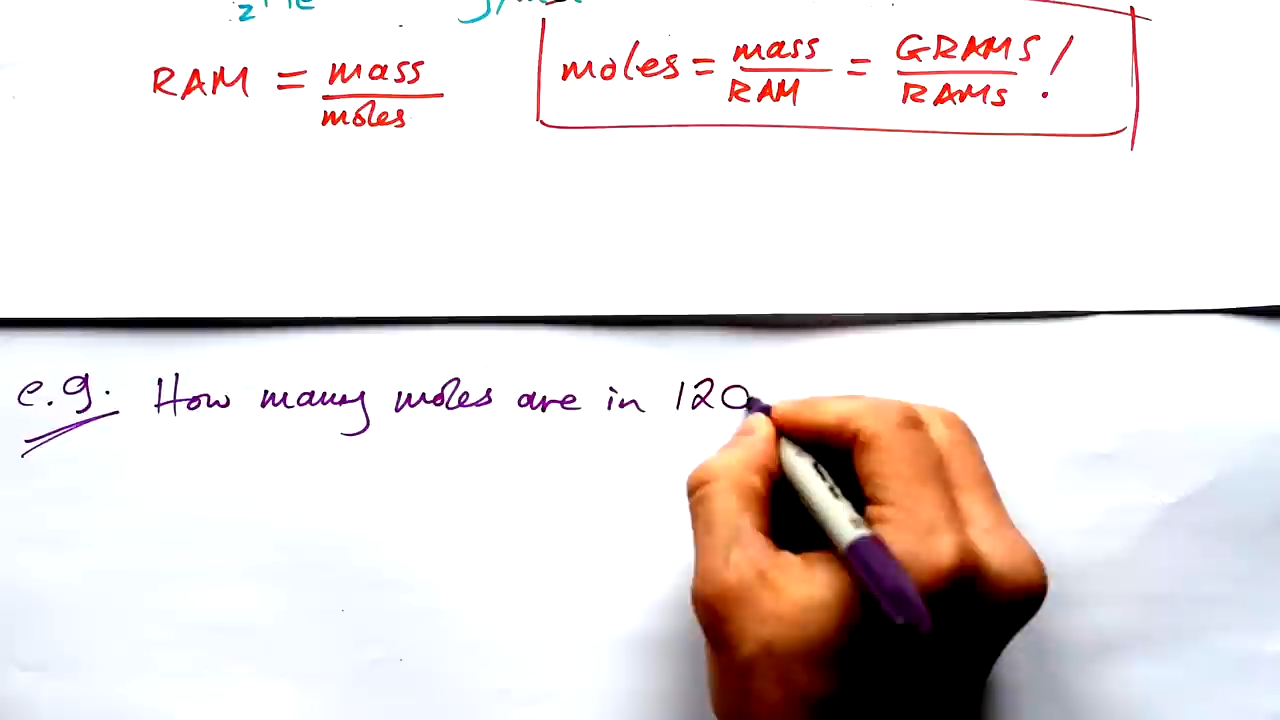 RAM = mass / moles
moles = mass / RAM = GRAMS / RAMS !
e.g. How many moles are in 120